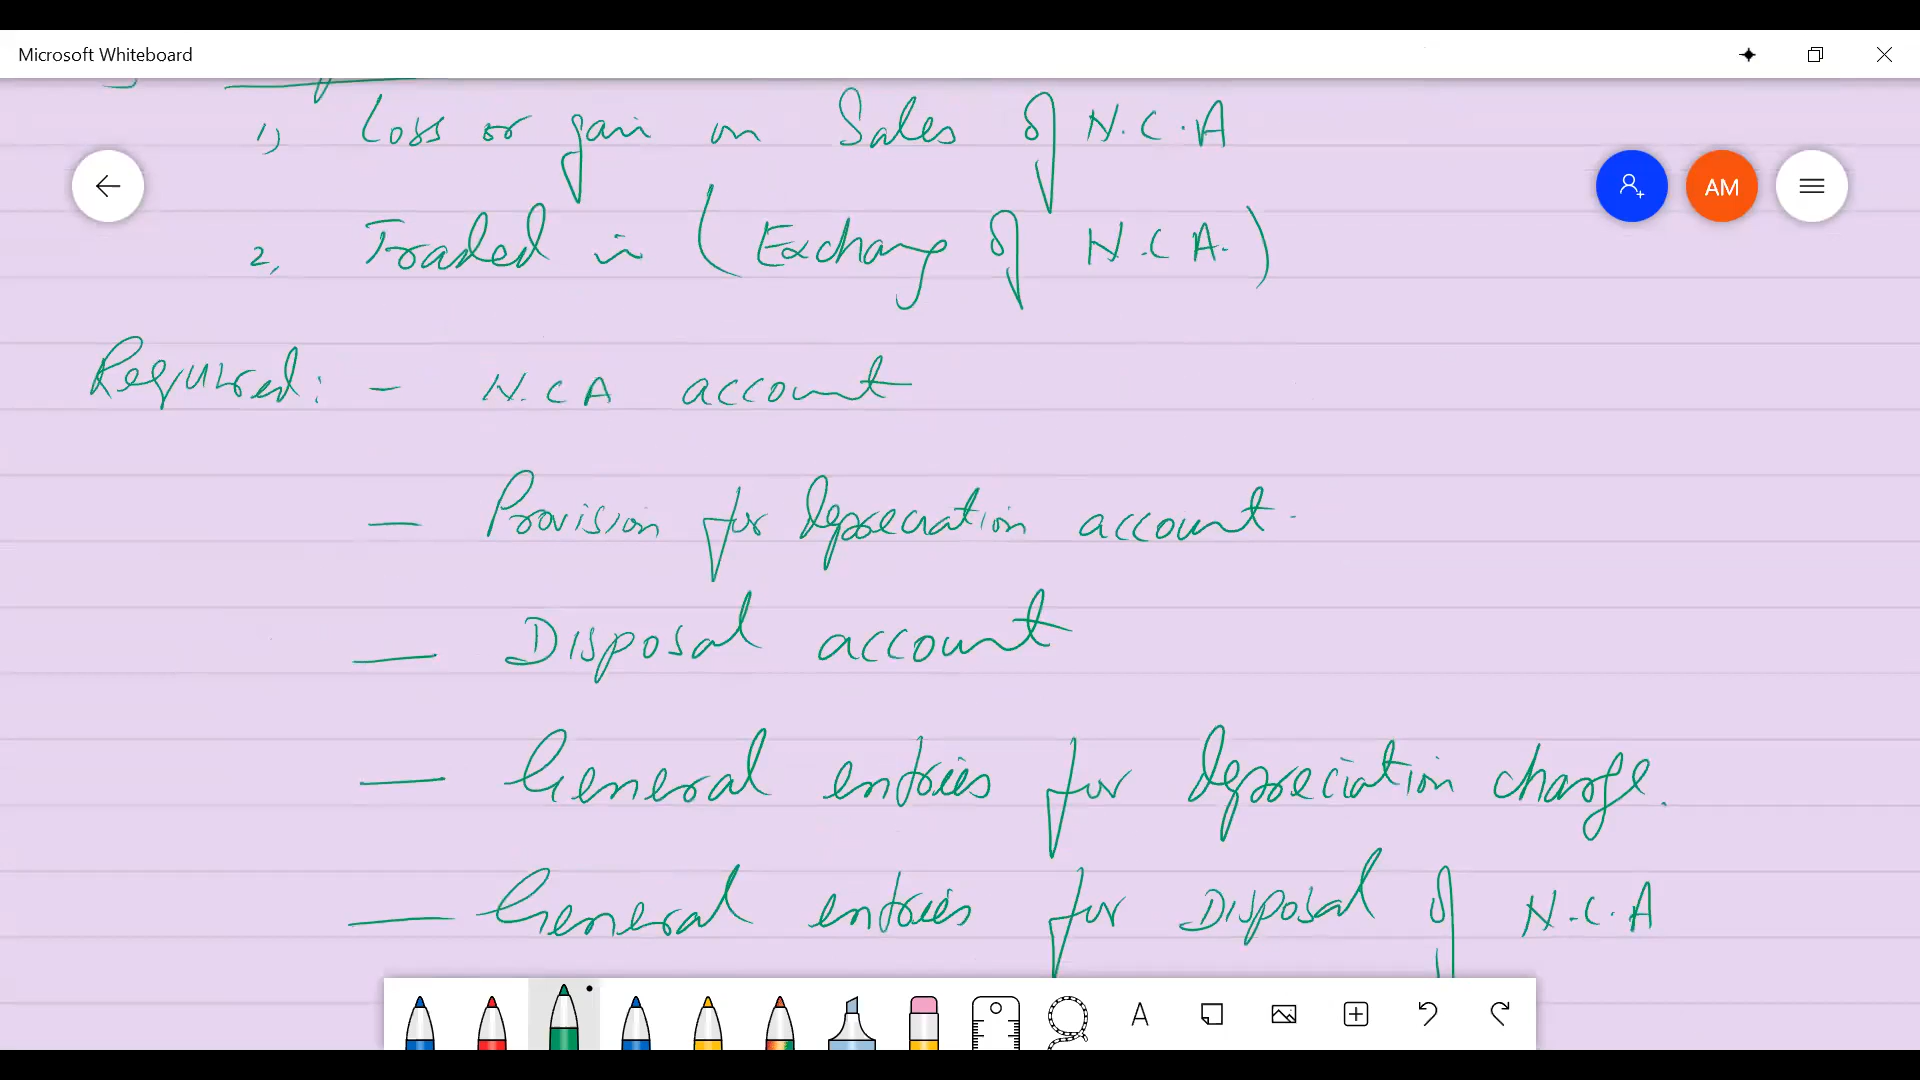 Microsoft Whiteboard
1) Loss or gain on Sales of N.C.A
AM
2, Traded in (Exchang of N.C.A.)
Required: - N.C A account
— Provision for Depreciation account.
— Disposal account
— General entries for Depreciation charge.
— General entries for Disposal of N.C.A
A